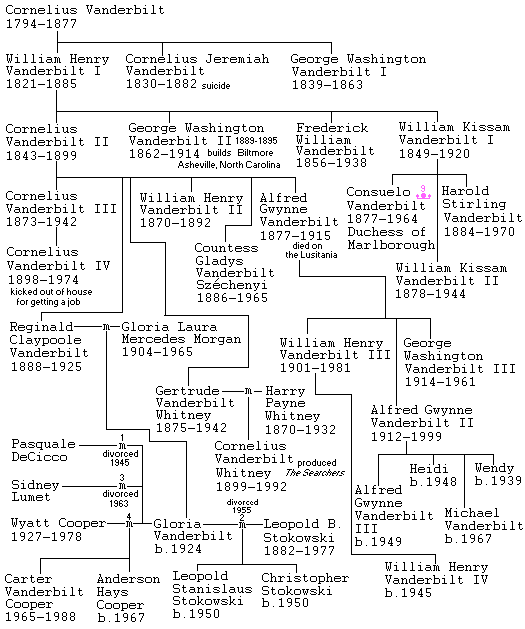 Cornelius Vanderbilt
1794-1877
William Henry
Vanderbilt I
1821-1885
Cornelius Jeremiah
Vanderbilt
1830-1882 suicide
George Washington
Vanderbilt I
1839-1863
Cornelius
Vanderbilt II
1843-1899
George Washington
Vanderbilt II 1889-1895
1862-1914 builds Biltmore
Asheville, North Carolina
Frederick
William
Vanderbilt
1856-1938
William Kissam
Vanderbilt I
1849-1920
Cornelius
Vanderbilt III
1873-1942
William Henry
Vanderbilt II
1870-1892
Alfred
Gwynne
Vanderbilt
1877-1915
died on
the Lusitania
Consuelo 9
Vanderbilt
1877-1964
Duchess of
Marlborough
Harold
Stirling
Vanderbilt
1884-1970
Cornelius
Vanderbilt IV
1898-1974
kicked out of house
for getting a job
Countess
Gladys
Vanderbilt
Széchenyi
1886-1965
William Kissam
Vanderbilt II
1878-1944
Reginald
Claypoole
Vanderbilt
1888-1925
m
Gloria Laura
Mercedes Morgan
1904-1965
William Henry
Vanderbilt III
1901-1981
George
Washington
Vanderbilt III
1914-1961
Gertrude
Vanderbilt
Whitney
1875-1942
m
Harry
Payne
Whitney
1870-1932
Alfred Gwynne
Vanderbilt II
1912-1999
Pasquale
DeCicco
1
m
divorced
1945
Cornelius
Vanderbilt
Whitney
1899-1992
produced
The Searchers
Heidi
b.1948
Wendy
b.1939
Sidney
Lumet
3
m
divorced
1963
Alfred
Gwynne
Vanderbilt
III
b.1949
Michael
Vanderbilt
b.1967
Wyatt Cooper
1927-1978
4
m
Gloria
Vanderbilt
b.1924
divorced
1955
2
m
Leopold B.
Stokowski
1882-1977
William Henry
Vanderbilt IV
b.1945
Carter
Vanderbilt
Cooper
1965-1988
Anderson
Hays
Cooper
b.1967
Leopold
Stanislaus
Stokowski
b.1950
Christopher
Stokowski
b.1950